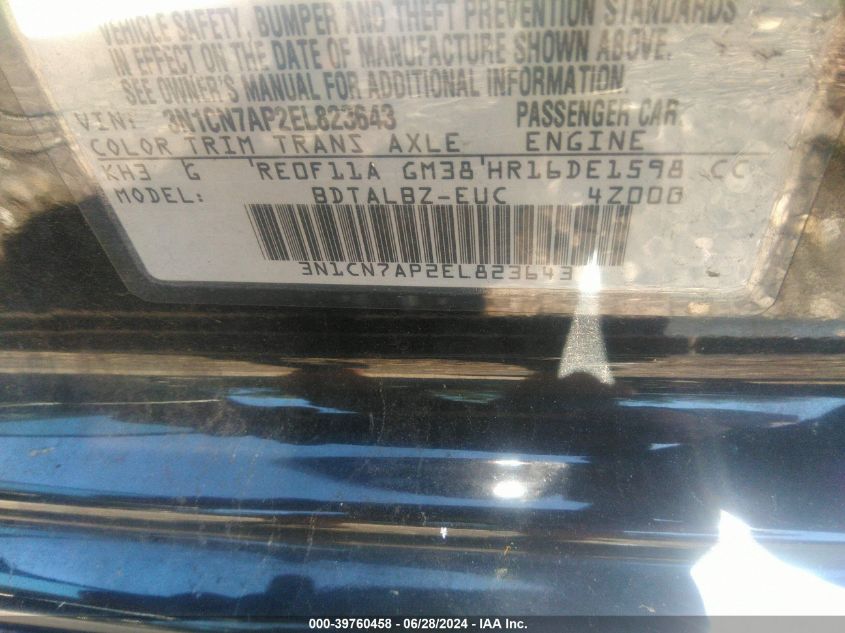 VEHICLE SAFETY, BUMPER AND THEFT PREVENTION STANDARDS
IN EFFECT ON THE DATE OF MANUFACTURE SHOWN ABOVE.
SEE OWNER'S MANUAL FOR ADDITIONAL INFORMATION.
VIN: 3N1CN7AP2EL823643 PASSENGER CAR
COLOR TRIM TRANS AXLE ENGINE
KH3 G RE0F11A GM38 HR16DE1598 CC
MODEL: BDTALBZ-EUC 4Z000
3N1CN7AP2EL823643
000-39760458 / 06/28/2024 - IAA Inc.